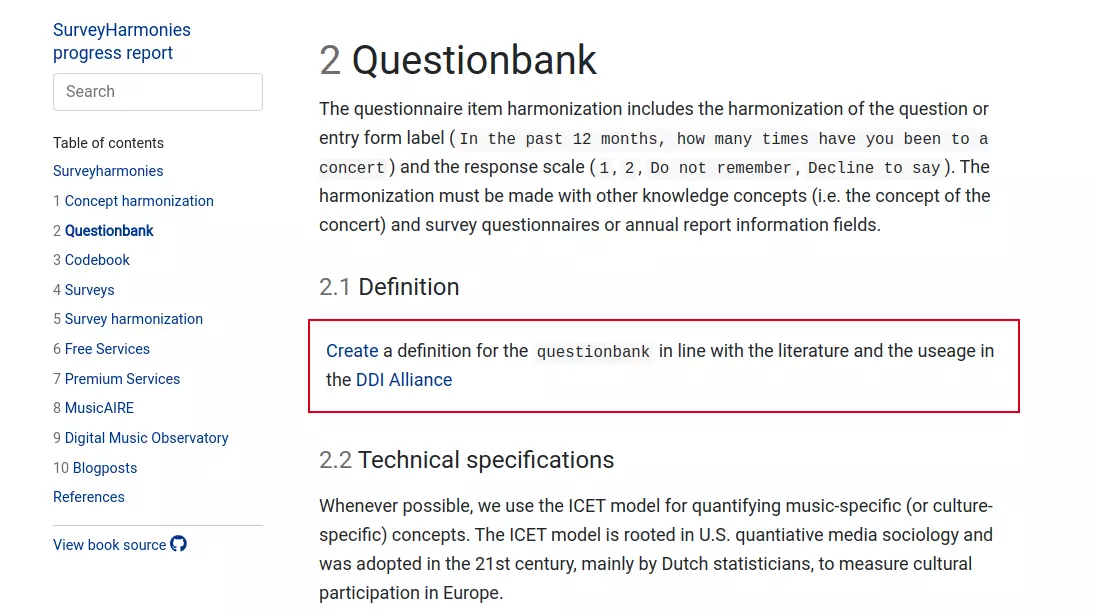 SurveyHarmonies
progress report
Search
Table of contents
Surveyharmonies
1 Concept harmonization
2 Questionbank
3 Codebook
4 Surveys
5 Survey harmonization
6 Free Services
7 Premium Services
8 MusicAIRE
9 Digital Music Observatory
10 Blogposts
References
View book source
2 Questionbank
The questionnaire item harmonization includes the harmonization of the question or
entry form label ( In the past 12 months, how many times have you been to a
concert ) and the response scale ( 1 , 2 , Do not remember , Decline to say ). The
harmonization must be made with other knowledge concepts (i.e. the concept of the
concert) and survey questionnaires or annual report information fields.
2.1 Definition
Create a definition for the questionbank in line with the literature and the useage in
the DDI Alliance
2.2 Technical specifications
Whenever possible, we use the ICET model for quantifying music-specific (or culture-
specific) concepts. The ICET model is rooted in U.S. quantiative media sociology and
was adopted in the 21st century, mainly by Dutch statisticians, to measure cultural
participation in Europe.